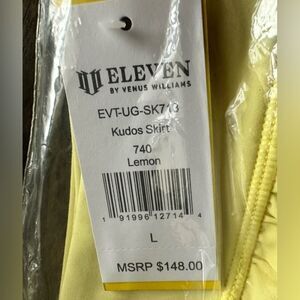 ELEVEN
BY VENUS WILLIAMS
EVT-UG-SK713
Kudos Skirt
740
Lemon
1 91996 12714 4
L
MSRP $148.00